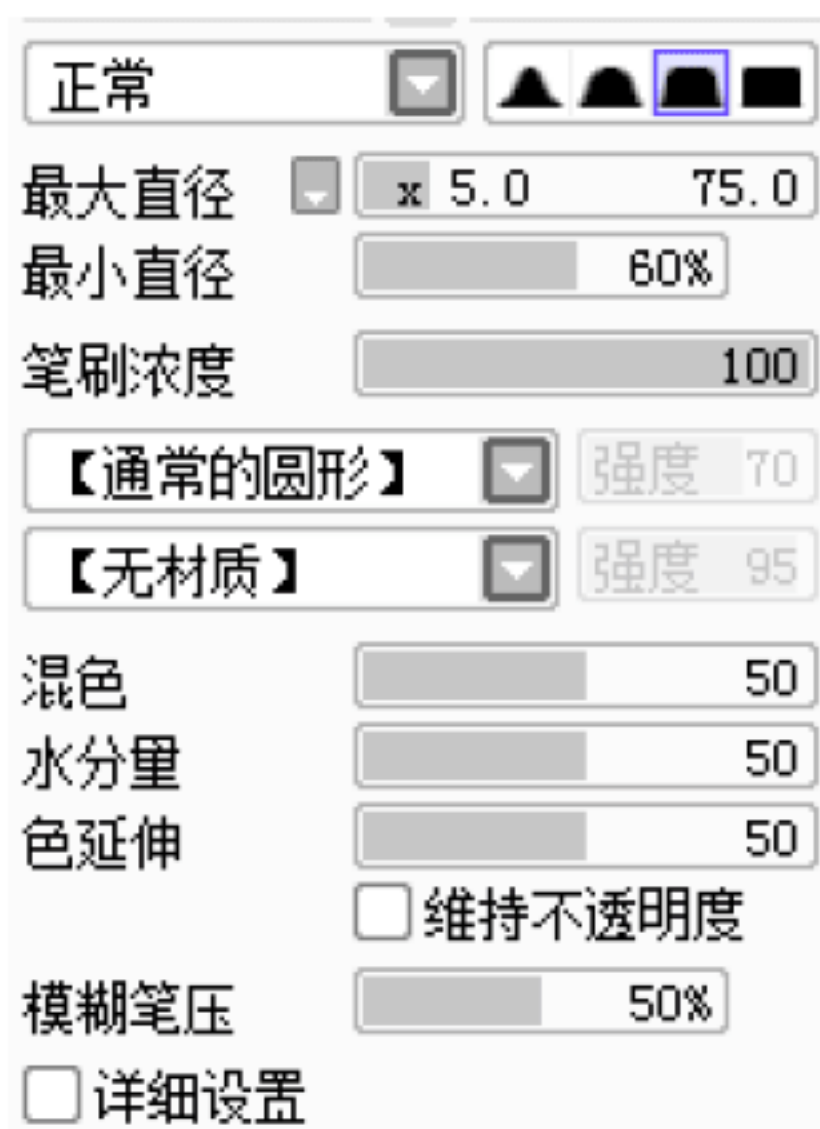 正常
最大直径 x 5.0 75.0
最小直径 60%
笔刷浓度 100
【通常的圆形】 强度 70
【无材质】 强度 95
混色 50
水分量 50
色延伸 50
维持不透明度
模糊笔压 50%
详细设置